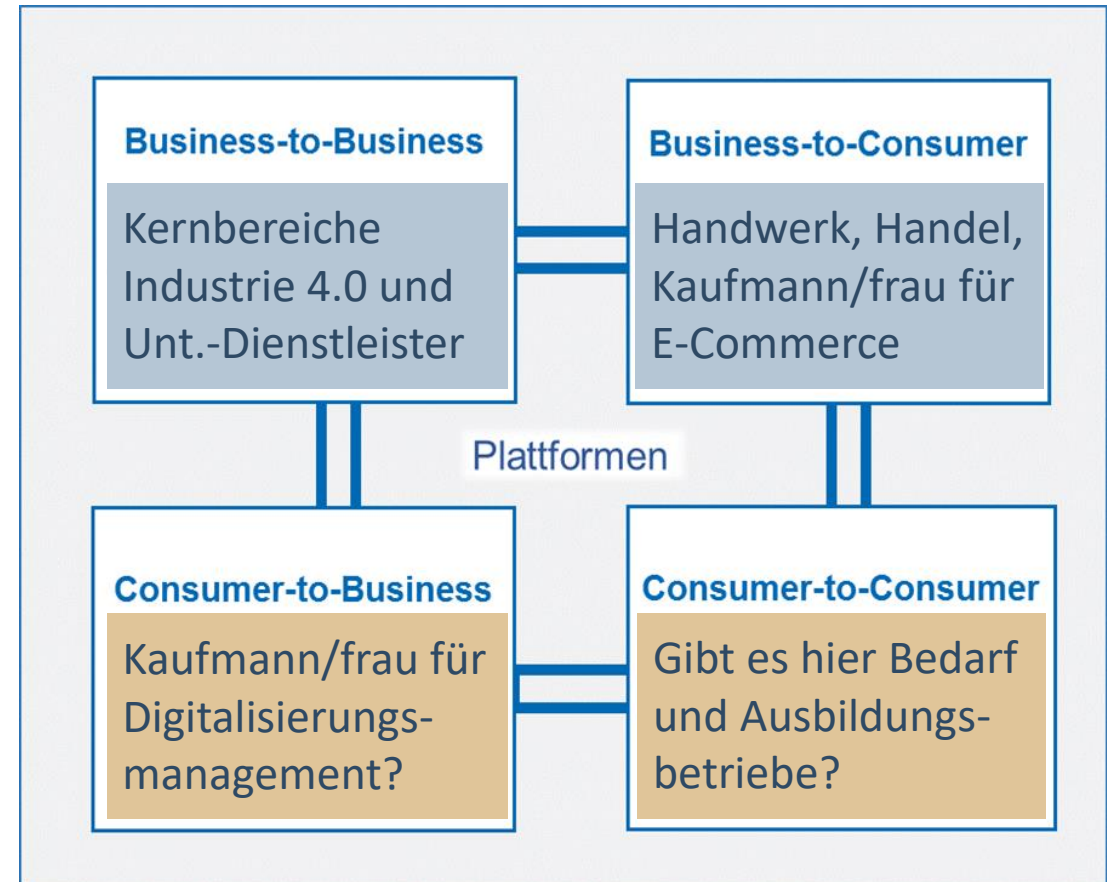 Business-to-Business
Kernbereiche
Industrie 4.0 und
Unt.-Dienstleister
Business-to-Consumer
Handwerk, Handel,
Kaufmann/frau für
E-Commerce
Plattformen
Consumer-to-Business
Kaufmann/frau für
Digitalisierungs-
management?
Consumer-to-Consumer
Gibt es hier Bedarf
und Ausbildungs-
betriebe?